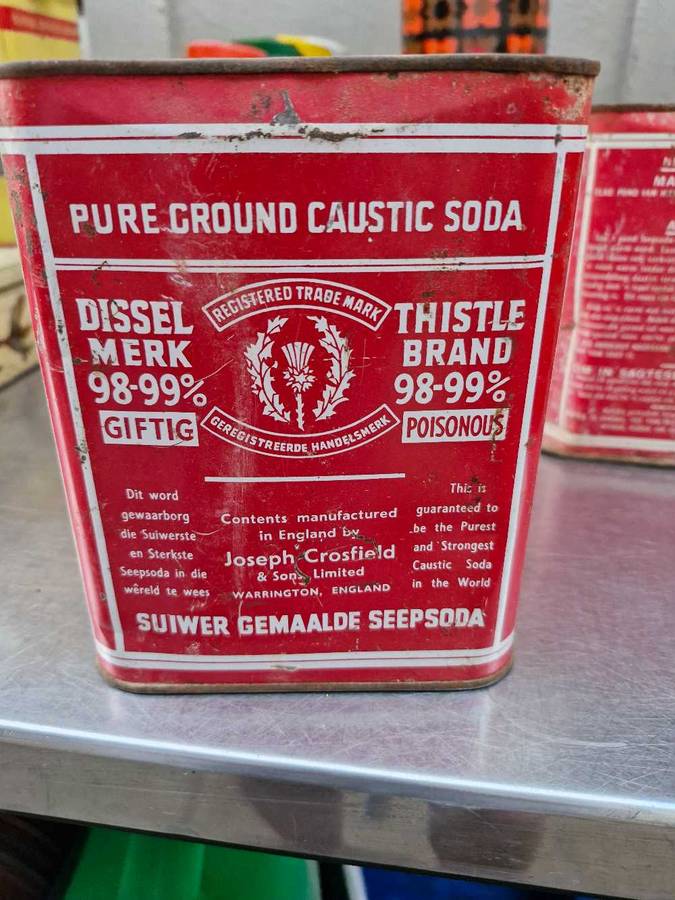 PURE GROUND CAUSTIC SODA
REGISTERED TRADE MARK
DISSEL
MERK
98-99%
GIFTIG
THISTLE
BRAND
98-99%
POISONOUS
GEREGISTREERDE HANDELSMERK
Dit word
gewaarborg
die Suiwerste
en Sterkste
Seepsoda in die
wêreld te wees
Contents manufactured
in England by
Joseph Crosfield
& Sons, Limited
WARRINGTON, ENGLAND
This is
guaranteed to
be the Purest
and Strongest
Caustic Soda
in the World
SUIWER GEMAALDE SEEPSODA